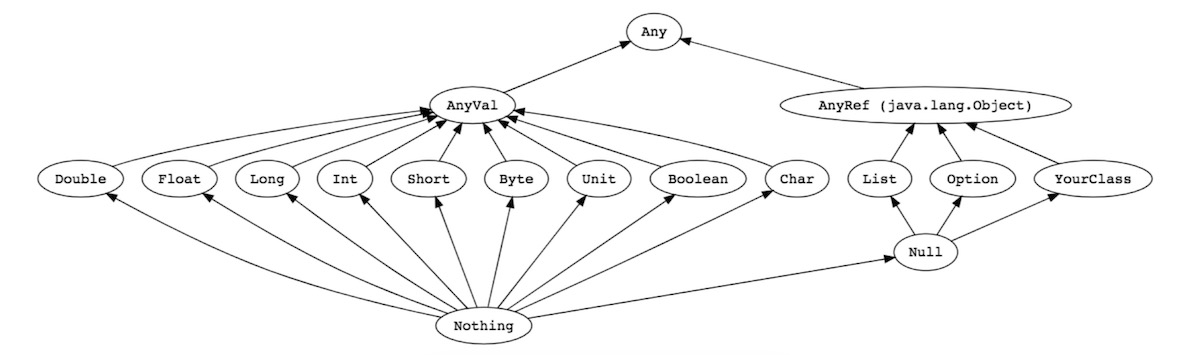 Any
AnyVal
AnyRef (java.lang.Object)
Double
Float
Long
Int
Short
Byte
Unit
Boolean
Char
List
Option
YourClass
Null
Nothing